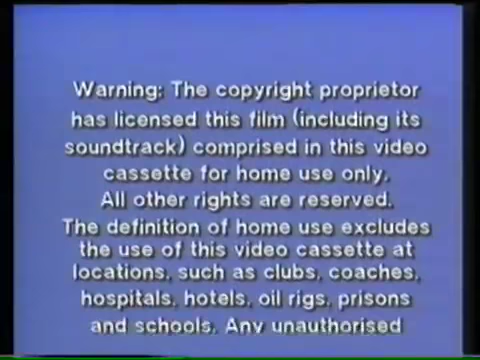 Warning: The copyright proprietor
has licensed this film (including its
soundtrack) comprised in this video
cassette for home use only.
All other rights are reserved.
The definition of home use excludes
the use of this video cassette at
locations, such as clubs, coaches,
hospitals, hotels, oil rigs, prisons
and schools. Any unauthorised